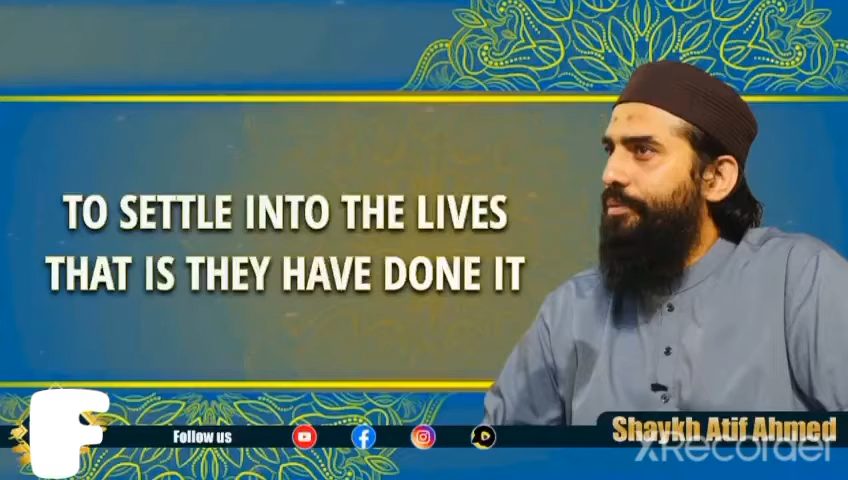 TO SETTLE INTO THE LIVES
THAT IS THEY HAVE DONE IT
F
Follow us
Shaykh Atif Ahmed
XRecorder